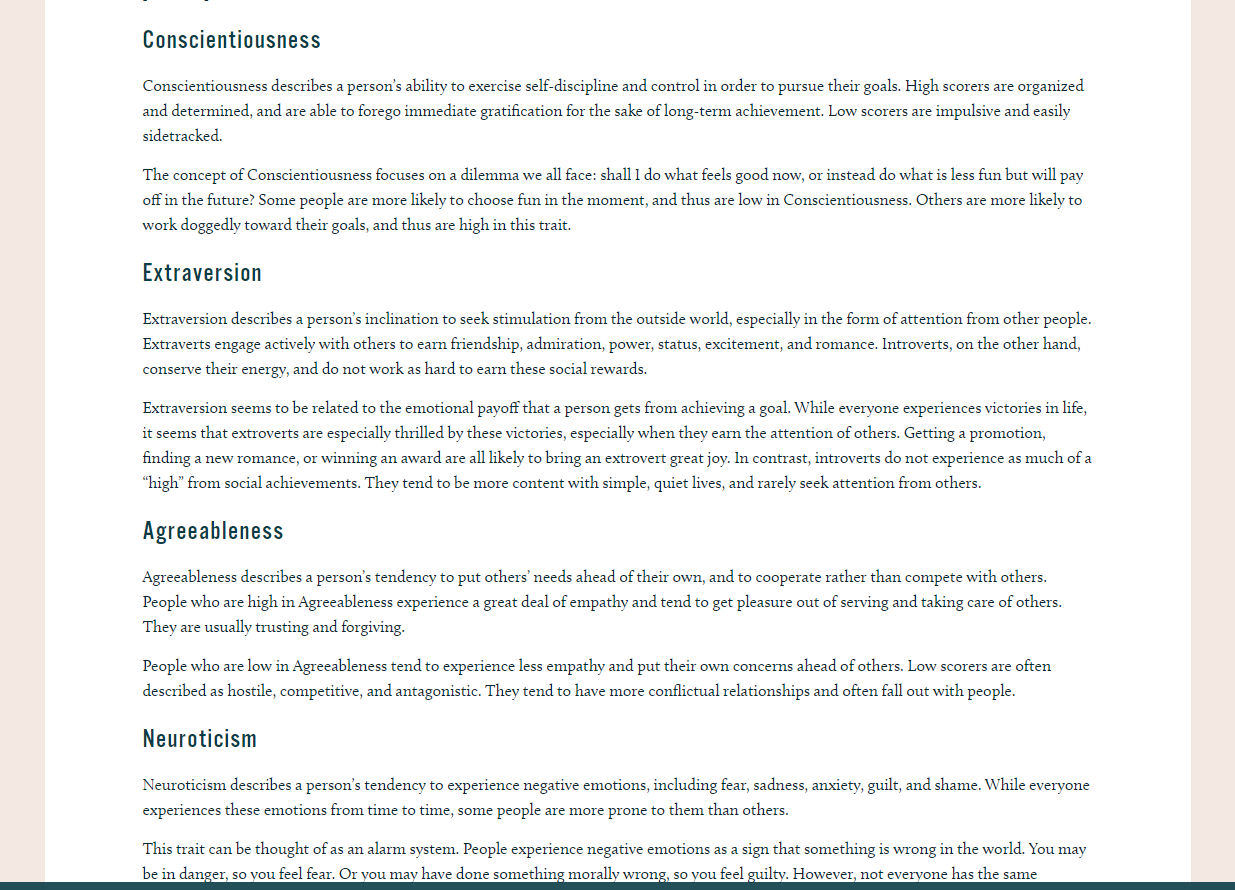 Conscientiousness
Conscientiousness describes a person’s ability to exercise self-discipline and control in order to pursue their goals. High scorers are organized
and determined, and are able to forego immediate gratification for the sake of long-term achievement. Low scorers are impulsive and easily
sidetracked.
The concept of Conscientiousness focuses on a dilemma we all face: shall I do what feels good now, or instead do what is less fun but will pay
off in the future? Some people are more likely to choose fun in the moment, and thus are low in Conscientiousness. Others are more likely to
work doggedly toward their goals, and thus are high in this trait.
Extraversion
Extraversion describes a person’s inclination to seek stimulation from the outside world, especially in the form of attention from other people.
Extraverts engage actively with others to earn friendship, admiration, power, status, excitement, and romance. Introverts, on the other hand,
conserve their energy, and do not work as hard to earn these social rewards.
Extraversion seems to be related to the emotional payoff that a person gets from achieving a goal. While everyone experiences victories in life,
it seems that extroverts are especially thrilled by these victories, especially when they earn the attention of others. Getting a promotion,
finding a new romance, or winning an award are all likely to bring an extrovert great joy. In contrast, introverts do not experience as much of a
“high” from social achievements. They tend to be more content with simple, quiet lives, and rarely seek attention from others.
Agreeableness
Agreeableness describes a person’s tendency to put others’ needs ahead of their own, and to cooperate rather than compete with others.
People who are high in Agreeableness experience a great deal of empathy and tend to get pleasure out of serving and taking care of others.
They are usually trusting and forgiving.
People who are low in Agreeableness tend to experience less empathy and put their own concerns ahead of others. Low scorers are often
described as hostile, competitive, and antagonistic. They tend to have more conflictual relationships and often fall out with people.
Neuroticism
Neuroticism describes a person’s tendency to experience negative emotions, including fear, sadness, anxiety, guilt, and shame. While everyone
experiences these emotions from time to time, some people are more prone to them than others.
This trait can be thought of as an alarm system. People experience negative emotions as a sign that something is wrong in the world. You may
be in danger, so you feel fear. Or you may have done something morally wrong, so you feel guilty. However, not everyone has the same